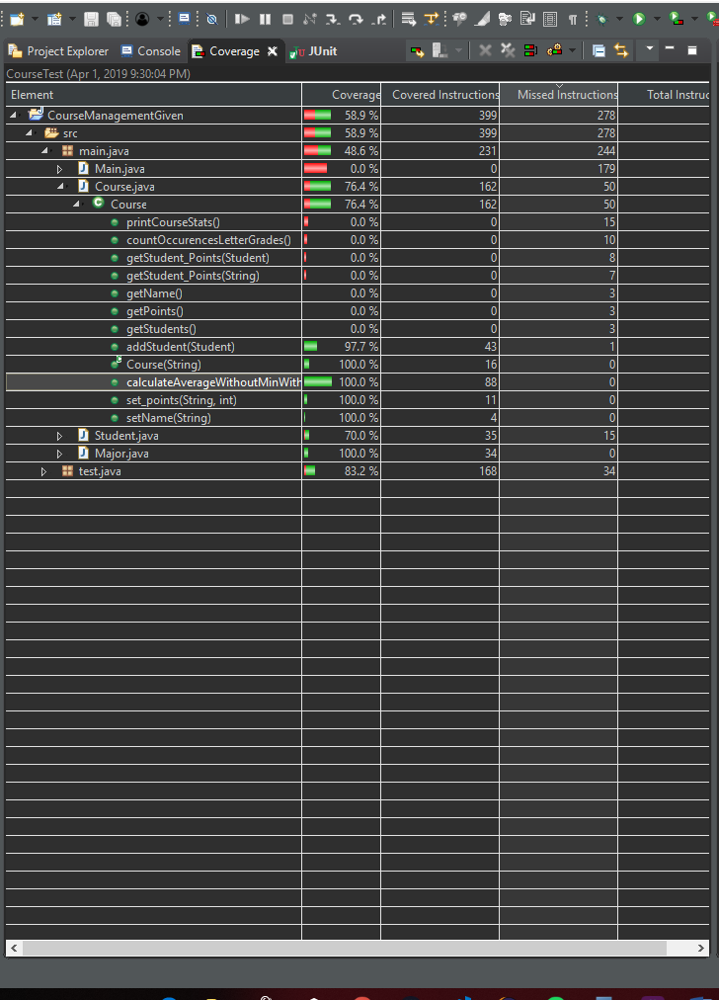 Project Explorer Console Coverage JUnit
CourseTest (Apr 1, 2019 9:30:04 PM)
Element Coverage Covered Instructions Missed Instructions Total Instruc
CourseManagementGiven 58.9 % 399 278
src 58.9 % 399 278
main.java 48.6 % 231 244
Main.java 0.0 % 0 179
Course.java 76.4 % 162 50
Course 76.4 % 162 50
printCourseStats() 0.0 % 0 15
countOccurencesLetterGrades() 0.0 % 0 10
getStudent_Points(Student) 0.0 % 0 8
getStudent_Points(String) 0.0 % 0 7
getName() 0.0 % 0 3
getPoints() 0.0 % 0 3
getStudents() 0.0 % 0 3
addStudent(Student) 97.7 % 43 1
Course(String) 100.0 % 16 0
calculateAverageWithoutMinWith 100.0 % 88 0
set_points(String, int) 100.0 % 11 0
setName(String) 100.0 % 4 0
Student.java 70.0 % 35 15
Major.java 100.0 % 34 0
test.java 83.2 % 168 34